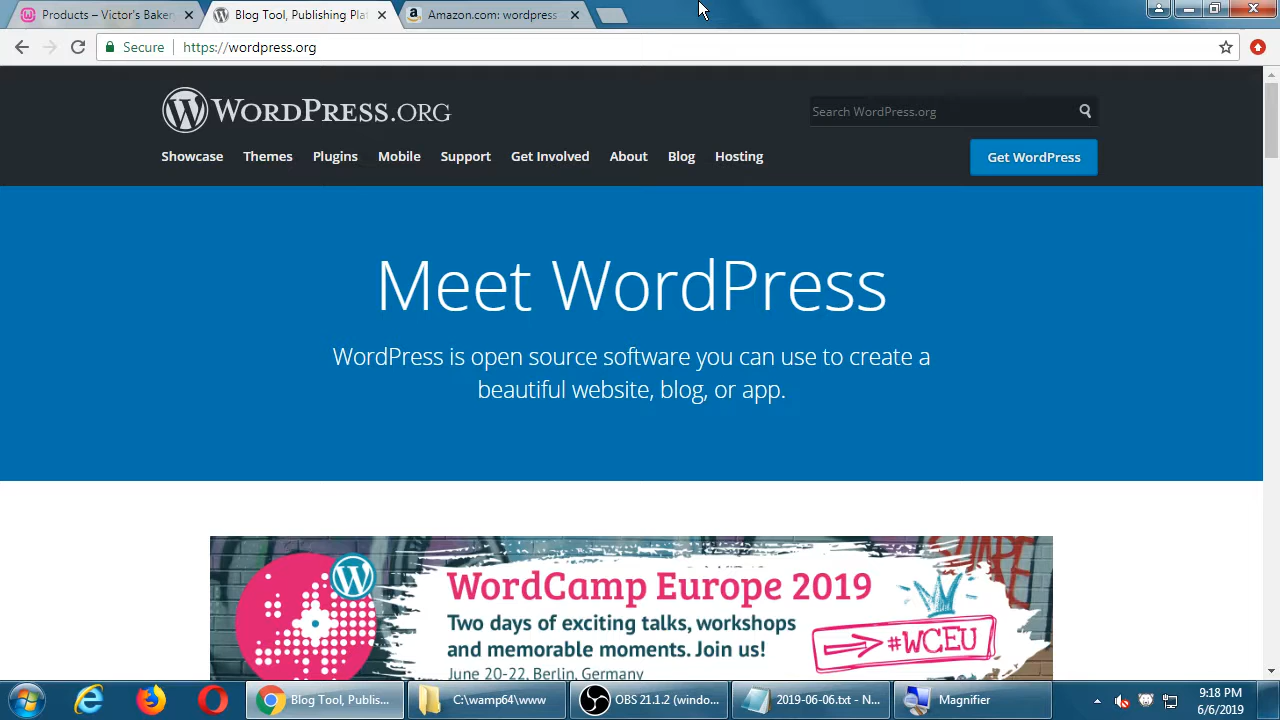 Products – Victor's Baker
Blog Tool, Publishing Plat
Amazon.com: wordpress
Secure
https://wordpress.org
WORDPRESS.ORG
Search WordPress.org
Showcase Themes Plugins Mobile Support Get Involved About Blog Hosting
Get WordPress
Meet WordPress
WordPress is open source software you can use to create a
beautiful website, blog, or app.
WordCamp Europe 2019
Two days of exciting talks, workshops
and memorable moments. Join us!
June 20-22, Berlin, Germany
#WCEU
Blog Tool, Publis...
C:\wamp64\www
OBS 21.1.2 (windo...
2019-06-06.txt - N...
Magnifier
9:18 PM
6/6/2019